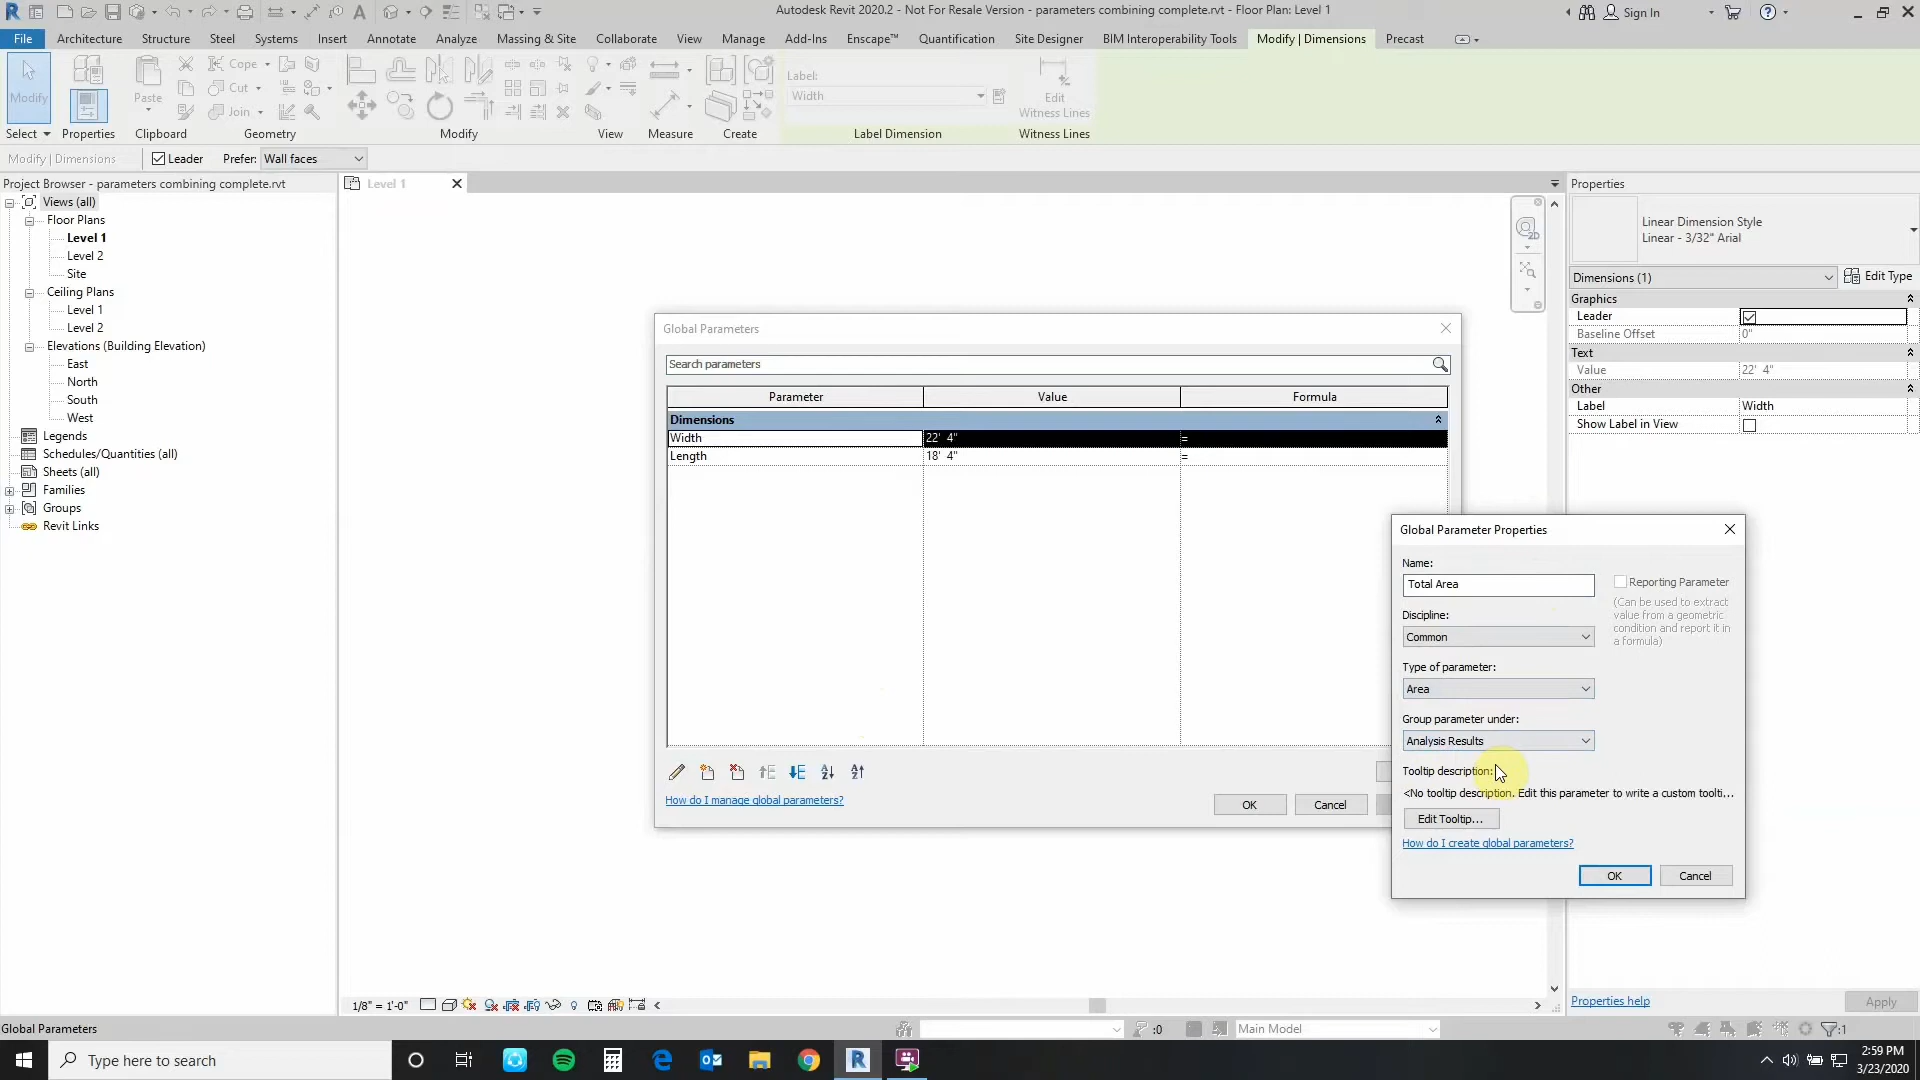 Autodesk Revit 2020.2 - Not For Resale Version - parameters combining complete.rvt - Floor Plan: Level 1
Sign In
File Architecture Structure Steel Systems Insert Annotate Analyze Massing & Site Collaborate View Manage Add-Ins Enscape™ Quantification Site Designer BIM Interoperability Tools Modify | Dimensions Precast
Modify
Paste
Cope
Cut
Join
Label:
Width
Edit
Witness Lines
Select Properties Clipboard Geometry Modify View Measure Create Label Dimension Witness Lines
Modify | Dimensions Leader Prefer: Wall faces
Project Browser - parameters combining complete.rvt
Views (all)
Floor Plans
Level 1
Level 2
Site
Ceiling Plans
Level 1
Level 2
Elevations (Building Elevation)
East
North
South
West
Legends
Schedules/Quantities (all)
Sheets (all)
Families
Groups
Revit Links
Level 1
2D
Global Parameters
Search parameters
Parameter Value Formula
Dimensions
Width 22' 4" =
Length 18' 4" =
How do I manage global parameters?
OK Cancel
Global Parameter Properties
Name:
Total Area
Reporting Parameter
(Can be used to extract
value from a geometric
condition and report it in
a formula)
Discipline:
Common
Type of parameter:
Area
Group parameter under:
Analysis Results
Tooltip description:
<No tooltip description. Edit this parameter to write a custom toolti...
Edit Tooltip...
How do I create global parameters?
OK Cancel
Properties
Linear Dimension Style
Linear - 3/32" Arial
Dimensions (1) Edit Type
Graphics
Leader
Baseline Offset 0"
Text
Value 22' 4"
Other
Label Width
Show Label in View
Properties help Apply
1/8" = 1'-0"
Global Parameters
:0
Main Model
:1
Type here to search
2:59 PM
3/23/2020